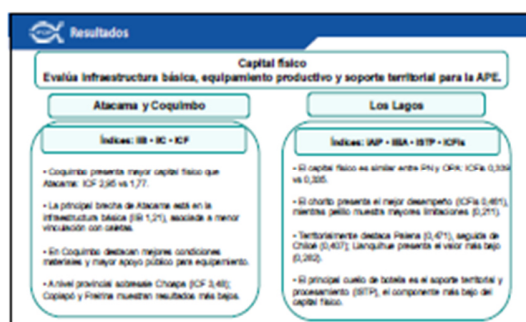 Resultados
Capital físico
Evalúa infraestructura básica, equipamiento productivo y soporte territorial para la APE.
Atacama y Coquimbo
Índices: IIB • IIC • ICF
• Coquimbo presenta mayor capital físico que
Atacama: ICF 2,95 vs 1,77.
• La principal brecha de Atacama está en la
infraestructura básica (IIB 1,21), asociada a menor
vinculación con caletas.
• En Coquimbo destacan mejores condiciones
materiales y mayor apoyo público para equipamiento.
• A nivel provincial sobresale Choapa (ICF 3,48);
Copiapó y Freirina muestran resultados más bajos.
Los Lagos
Índices: IAIP • IIBA • ISTP • ICFIs
• El capital físico es similar entre PN y OPA: ICFIs 0,339
vs 0,335.
• El chorito presenta el mejor desempeño (ICFIs 0,461),
mientras pelillo muestra mayores limitaciones (0,211).
• Territorialmente destaca Palena (0,471), seguida de
Chiloé (0,407); Llanquihue presenta el valor más bajo
(0,282).
• El principal cuello de botella es el soporte territorial y
procesamiento (ISTP), el componente más bajo del
capital físico.